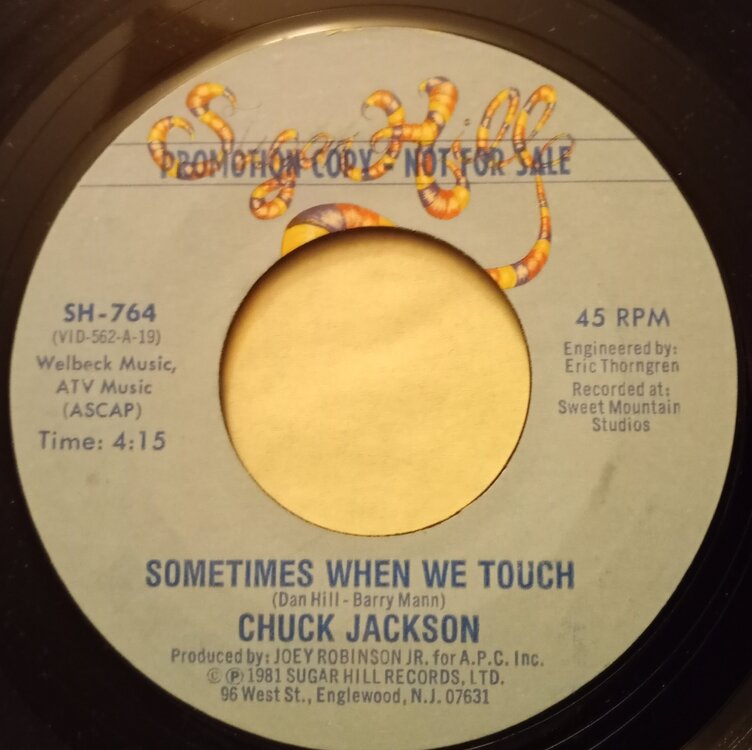 Sugar Hill
PROMOTION COPY - NOT FOR SALE
SH-764
(VID-562-A-19)
Welbeck Music,
ATV Music
(ASCAP)
Time: 4:15
45 RPM
Engineered by:
Eric Thorngren
Recorded at:
Sweet Mountain
Studios
SOMETIMES WHEN WE TOUCH
(Dan Hill - Barry Mann)
CHUCK JACKSON
Produced by: JOEY ROBINSON JR. for A.P.C. Inc.
© ℗ 1981 SUGAR HILL RECORDS, LTD.
96 West St., Englewood, N.J. 07631